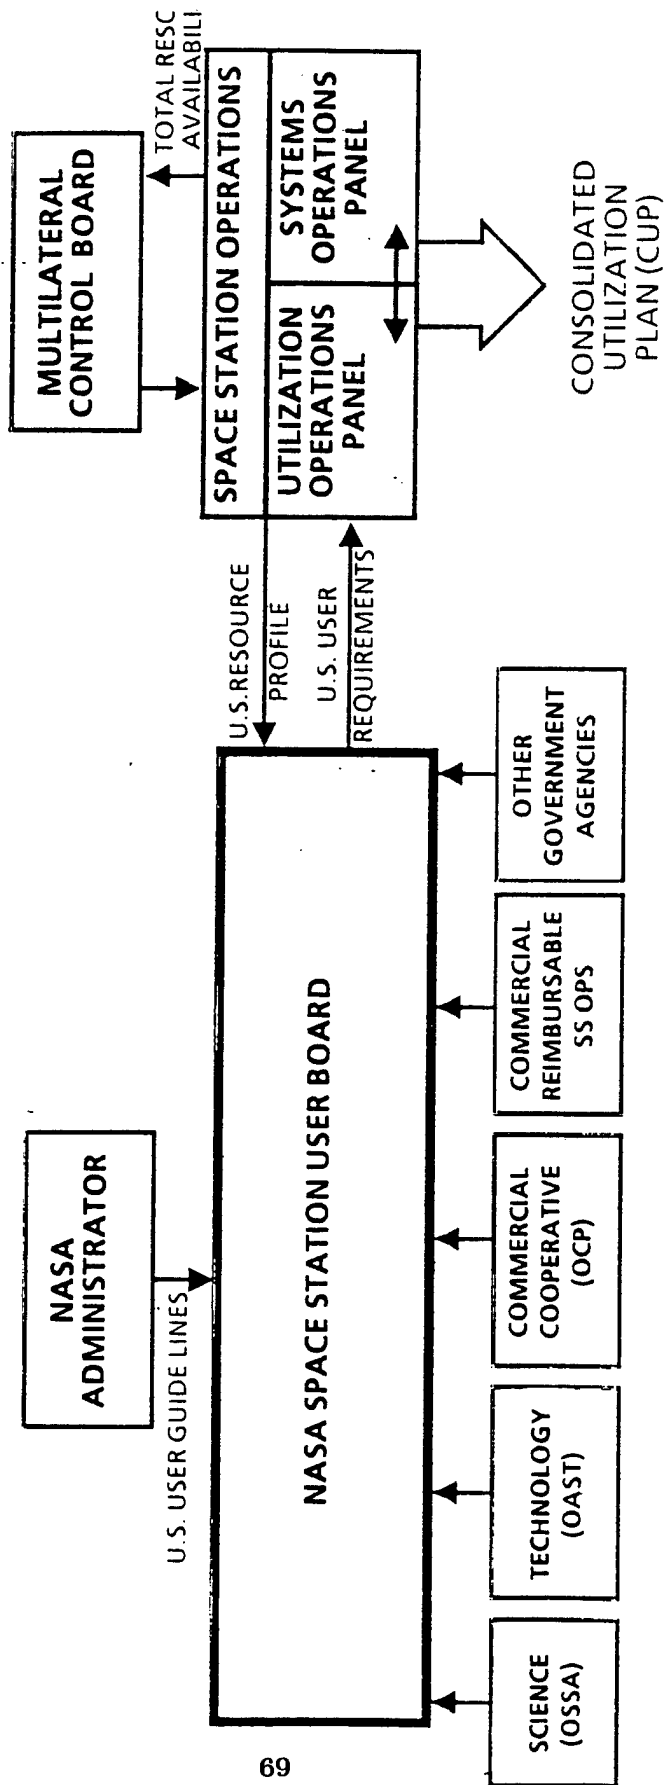 NASA
ADMINISTRATOR
U.S. USER GUIDE LINES
NASA SPACE STATION USER BOARD
SCIENCE
(OSSA)
TECHNOLOGY
(OAST)
COMMERCIAL
COOPERATIVE
(OCP)
COMMERCIAL
REIMBURSABLE
SS OPS
OTHER
GOVERNMENT
AGENCIES
U.S.RESOURCE
PROFILE
U.S. USER
REQUIREMENTS
MULTILATERAL
CONTROL BOARD
TOTAL RESC
AVAILABILI
SPACE STATION OPERATIONS
UTILIZATION
OPERATIONS
PANEL
SYSTEMS
OPERATIONS
PANEL
CONSOLIDATED
UTILIZATION
PLAN (CUP)
69